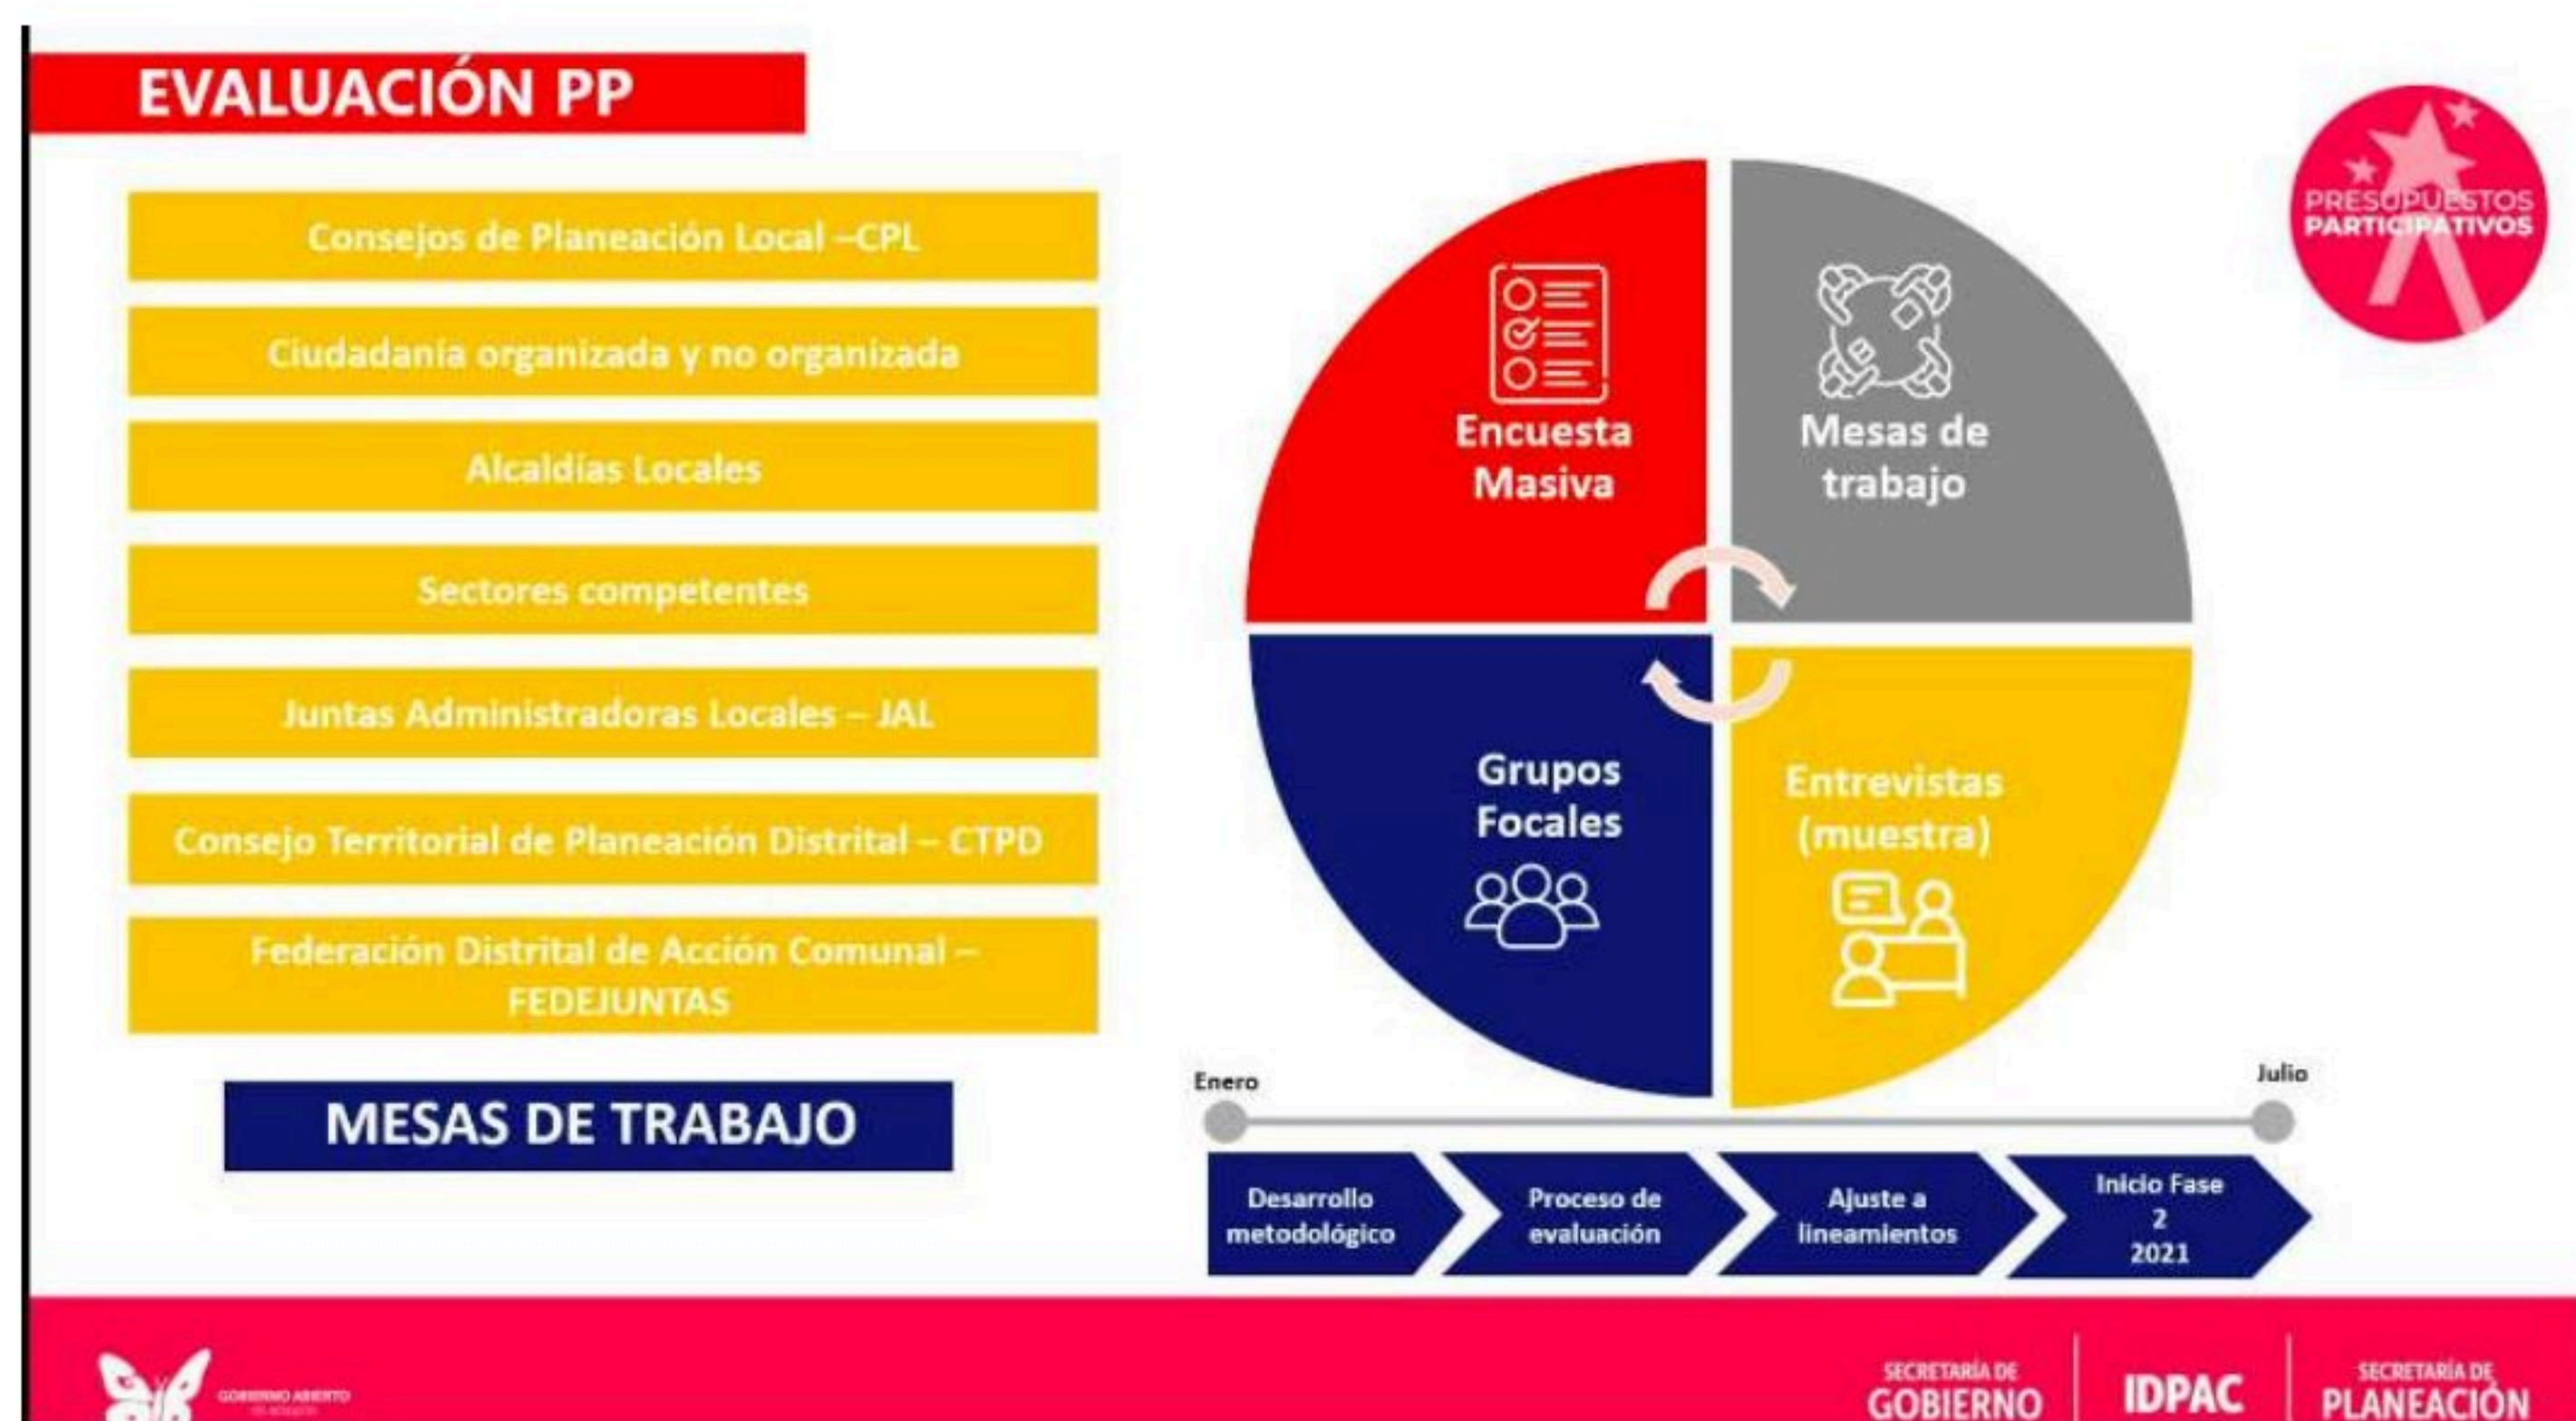 EVALUACIÓN PP
PRESUPUESTOS
PARTICIPATIVOS
Consejos de Planeación Local –CPL
Ciudadanía organizada y no organizada
Alcaldías Locales
Sectores competentes
Juntas Administradoras Locales – JAL
Consejo Territorial de Planeación Distrital – CTPD
Federación Distrital de Acción Comunal –
FEDEJUNTAS
MESAS DE TRABAJO
Encuesta
Masiva
Mesas de
trabajo
Grupos
Focales
Entrevistas
(muestra)
Enero
Julio
Desarrollo
metodológico
Proceso de
evaluación
Ajuste a
lineamientos
Inicio Fase
2
2021
GOBIERNO ABIERTO
SECRETARÍA DE
GOBIERNO
IDPAC
SECRETARÍA DE
PLANEACIÓN